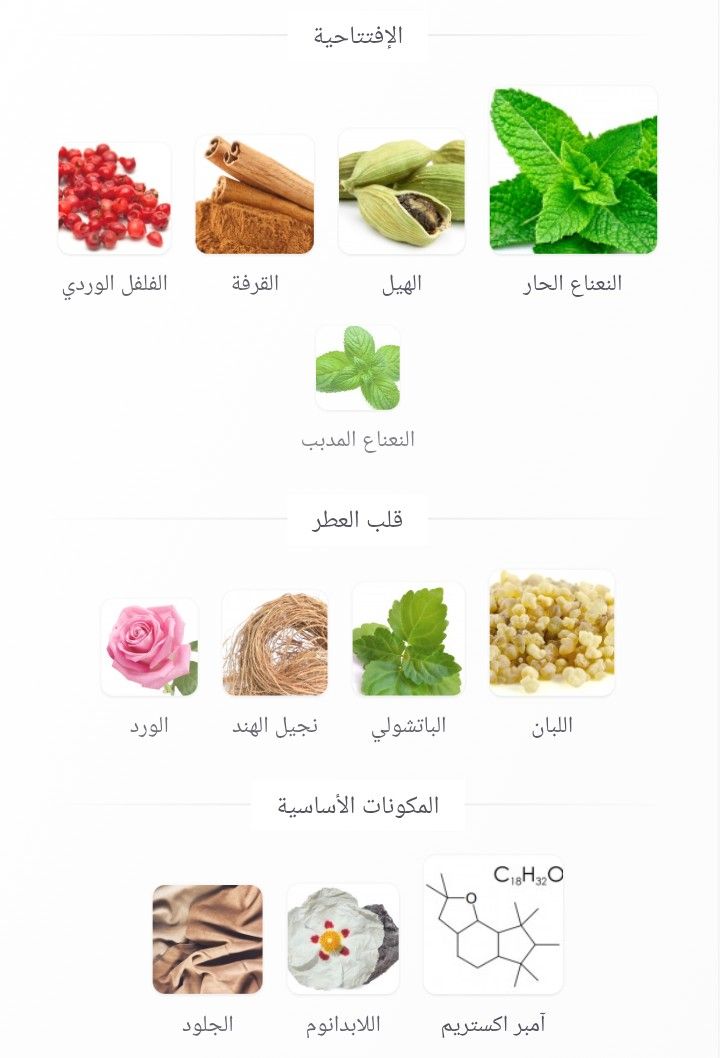 الإفتتاحية
النعناع الحار الهيل القرفة الفلفل الوردي
النعناع المدبب
قلب العطر
اللبان الباتشولي نجيل الهند الورد
المكونات الأساسية
C₁₈H₃₂O
O
آمبر اكستريم اللابدانوم الجلود